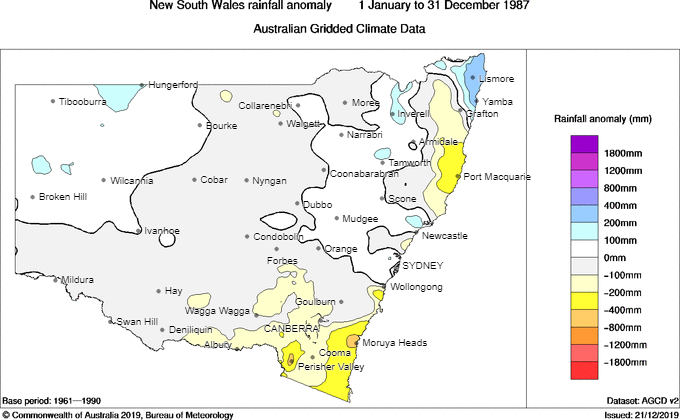 New South Wales rainfall anomaly 1 January to 31 December 1987
Australian Gridded Climate Data
Lismore
Hungerford
Tibooburra
Collarenebri
Moree
Yamba
Inverell
Grafton
Bourke
Walgett
Narrabri
Armidale
Tamworth
Coonabarabran
Port Macquarie
Wilcannia
Cobar
Nyngan
Broken Hill
Scone
Dubbo
Mudgee
Ivanhoe
Condobolin
Newcastle
Orange
Forbes
SYDNEY
Mildura
Wollongong
Hay
Goulburn
Wagga Wagga
Swan Hill
Deniliquin
CANBERRA
Albury
Moruya Heads
Cooma
Perisher Valley
Rainfall anomaly (mm)
1800mm
1200mm
800mm
400mm
200mm
100mm
0mm
-100mm
-200mm
-400mm
-800mm
-1200mm
-1800mm
Base period: 1961—1990
Dataset: AGCD v2
© Commonwealth of Australia 2019, Bureau of Meteorology
Issued: 21/12/2019